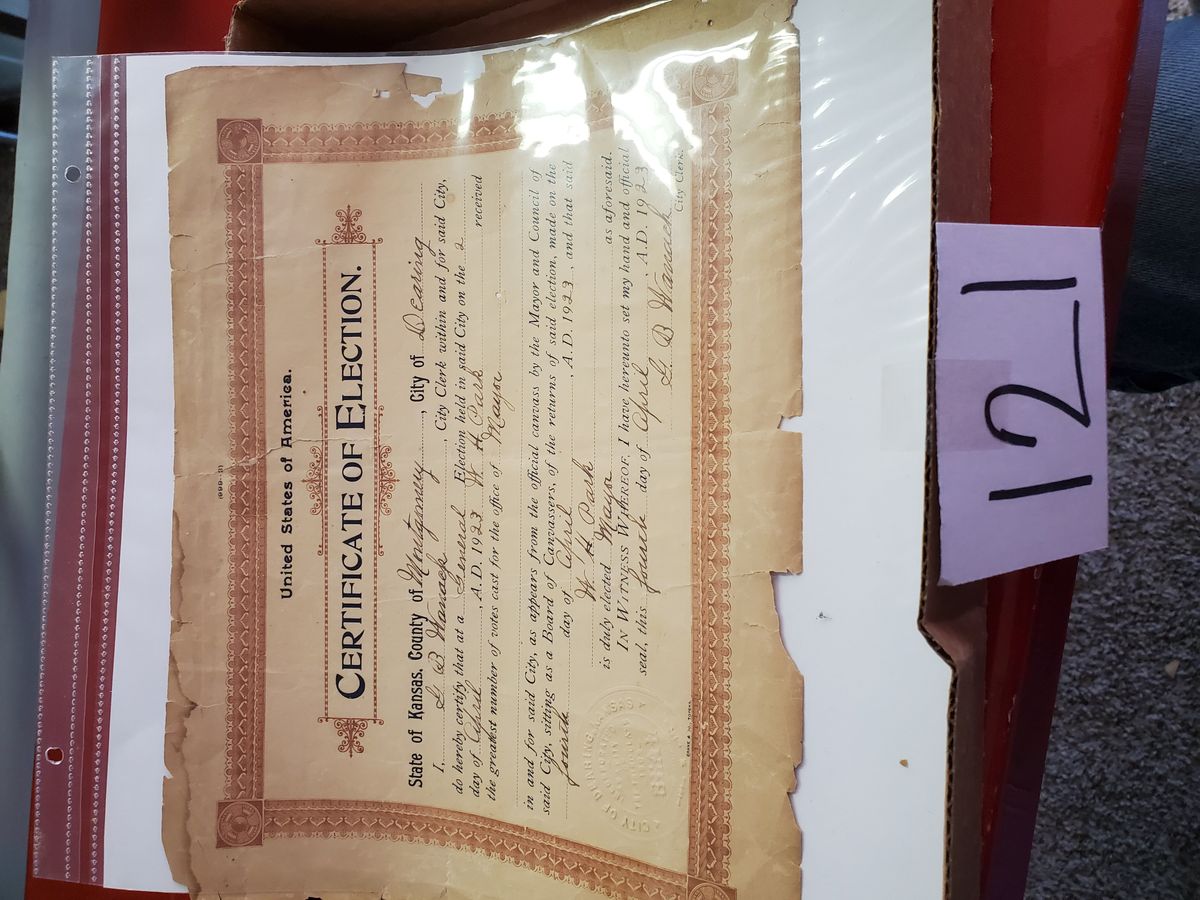 United States of America.
CERTIFICATE OF ELECTION.
State of Kansas, County of Montgomery, City of Dearing
I, L. B. Wamack, City Clerk within and for said City,
do hereby certify that at a General Election held in said City on the 2
day of April, A. D. 1923 W H Park received
the greatest number of votes cast for the office of Mayor
in and for said City, as appears from the official canvass by the Mayor and Council of
said City, sitting as a Board of Canvassers, of the returns of said election, made on the
fourth day of April, A. D. 1923, and that said
W. H. Park
is duly elected Mayor as aforesaid.
IN WITNESS WHEREOF, I have hereunto set my hand and official
seal, this fourth day of April, A. D. 1923
L. B. Wamack
City Clerk.
CITY OF DEARING, KANSAS
121